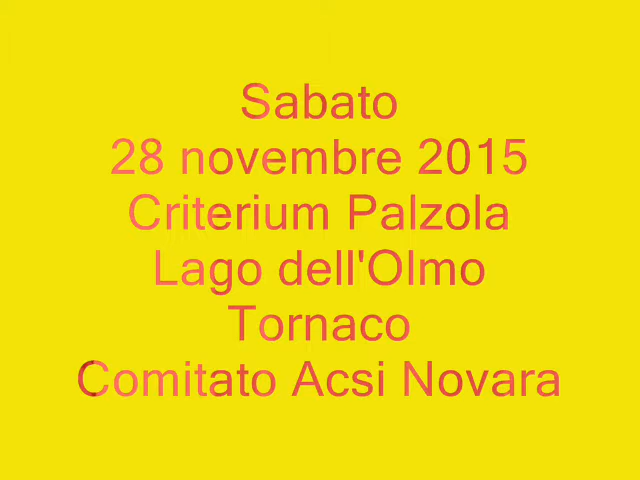 Sabato
28 novembre 2015
Criterium Palzola
Lago dell'Olmo
Tornaco
Comitato Acsi Novara